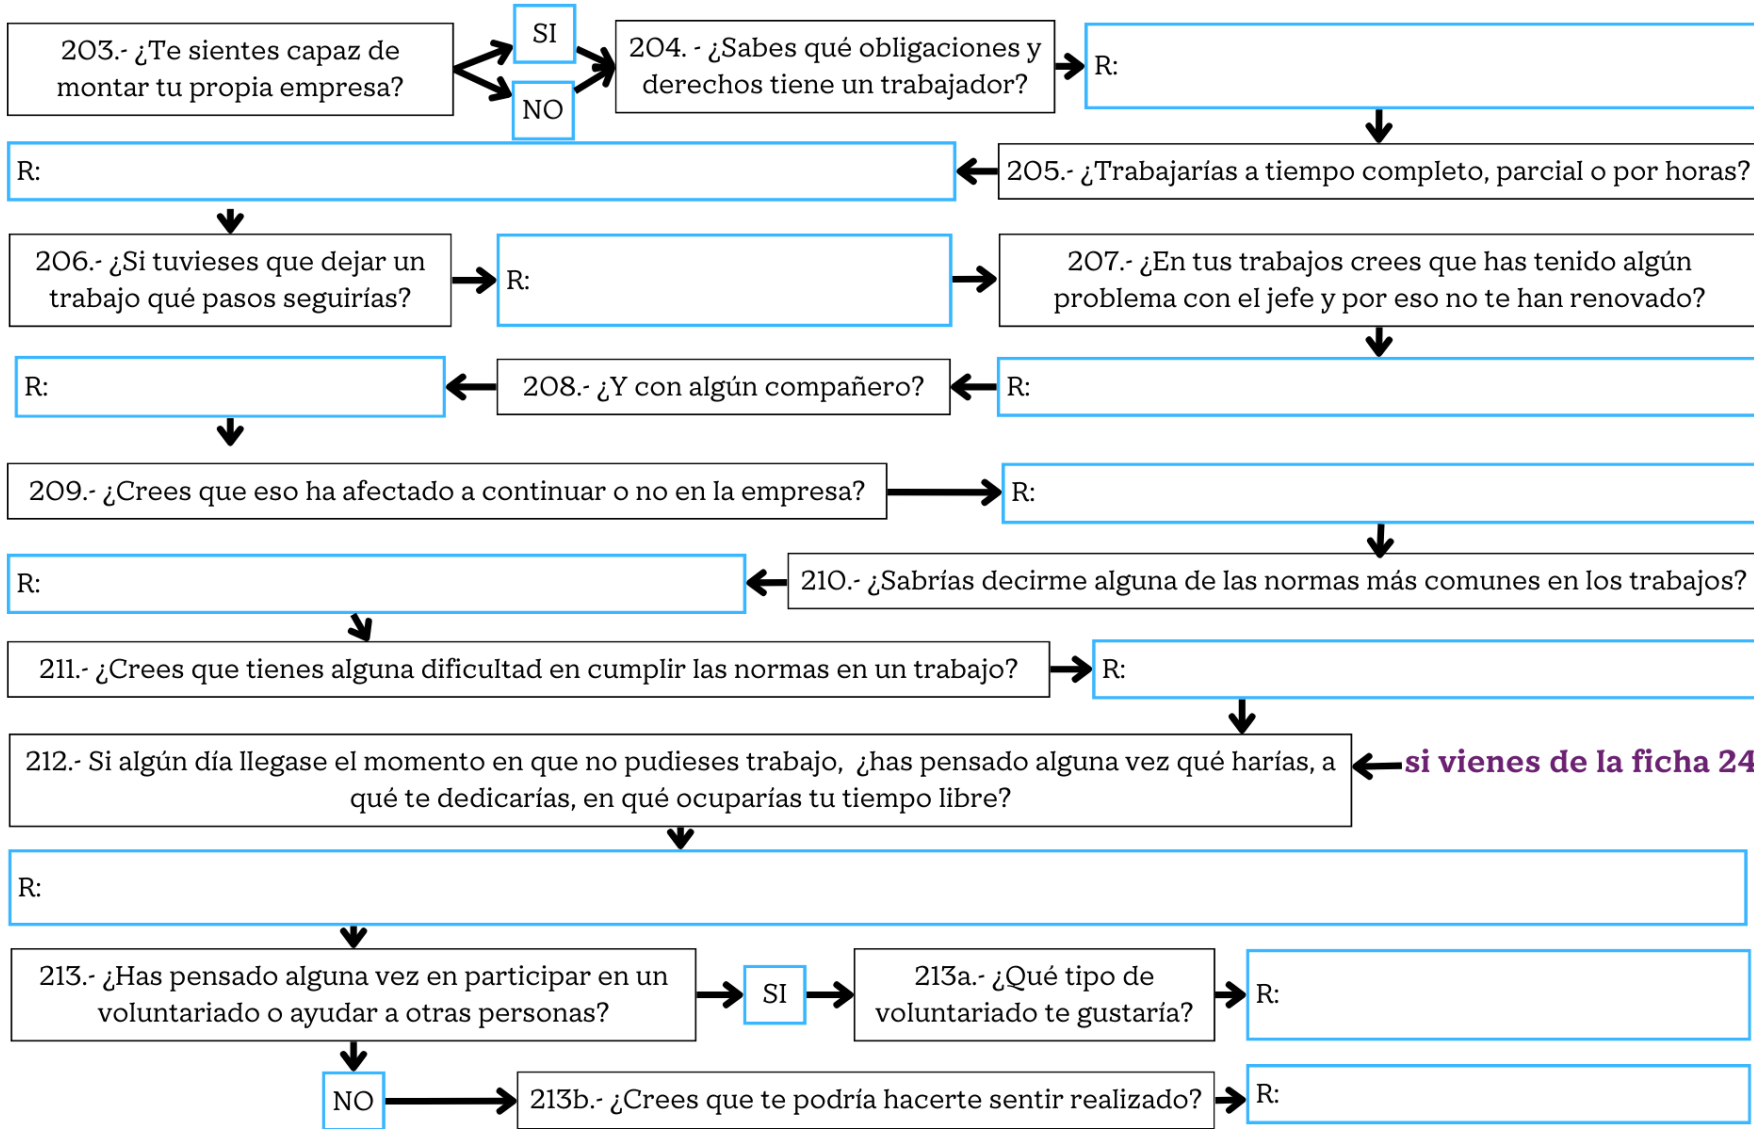 203.- ¿Te sientes capaz de
montar tu propia empresa?
SI
NO
204. - ¿Sabes qué obligaciones y
derechos tiene un trabajador?
R:
205.- ¿Trabajarías a tiempo completo, parcial o por horas?
R:
206.- ¿Si tuvieses que dejar un
trabajo qué pasos seguirías?
R:
207.- ¿En tus trabajos crees que has tenido algún
problema con el jefe y por eso no te han renovado?
R:
208.- ¿Y con algún compañero?
R:
209.- ¿Crees que eso ha afectado a continuar o no en la empresa?
R:
210.- ¿Sabrías decirme alguna de las normas más comunes en los trabajos?
R:
211.- ¿Crees que tienes alguna dificultad en cumplir las normas en un trabajo?
R:
212.- Si algún día llegase el momento en que no pudieses trabajo, ¿has pensado alguna vez qué harías, a
qué te dedicarías, en qué ocuparías tu tiempo libre?
si vienes de la ficha 24
R:
213.- ¿Has pensado alguna vez en participar en un
voluntariado o ayudar a otras personas?
SI
213a.- ¿Qué tipo de
voluntariado te gustaría?
R:
NO
213b.- ¿Crees que te podría hacerte sentir realizado?
R: